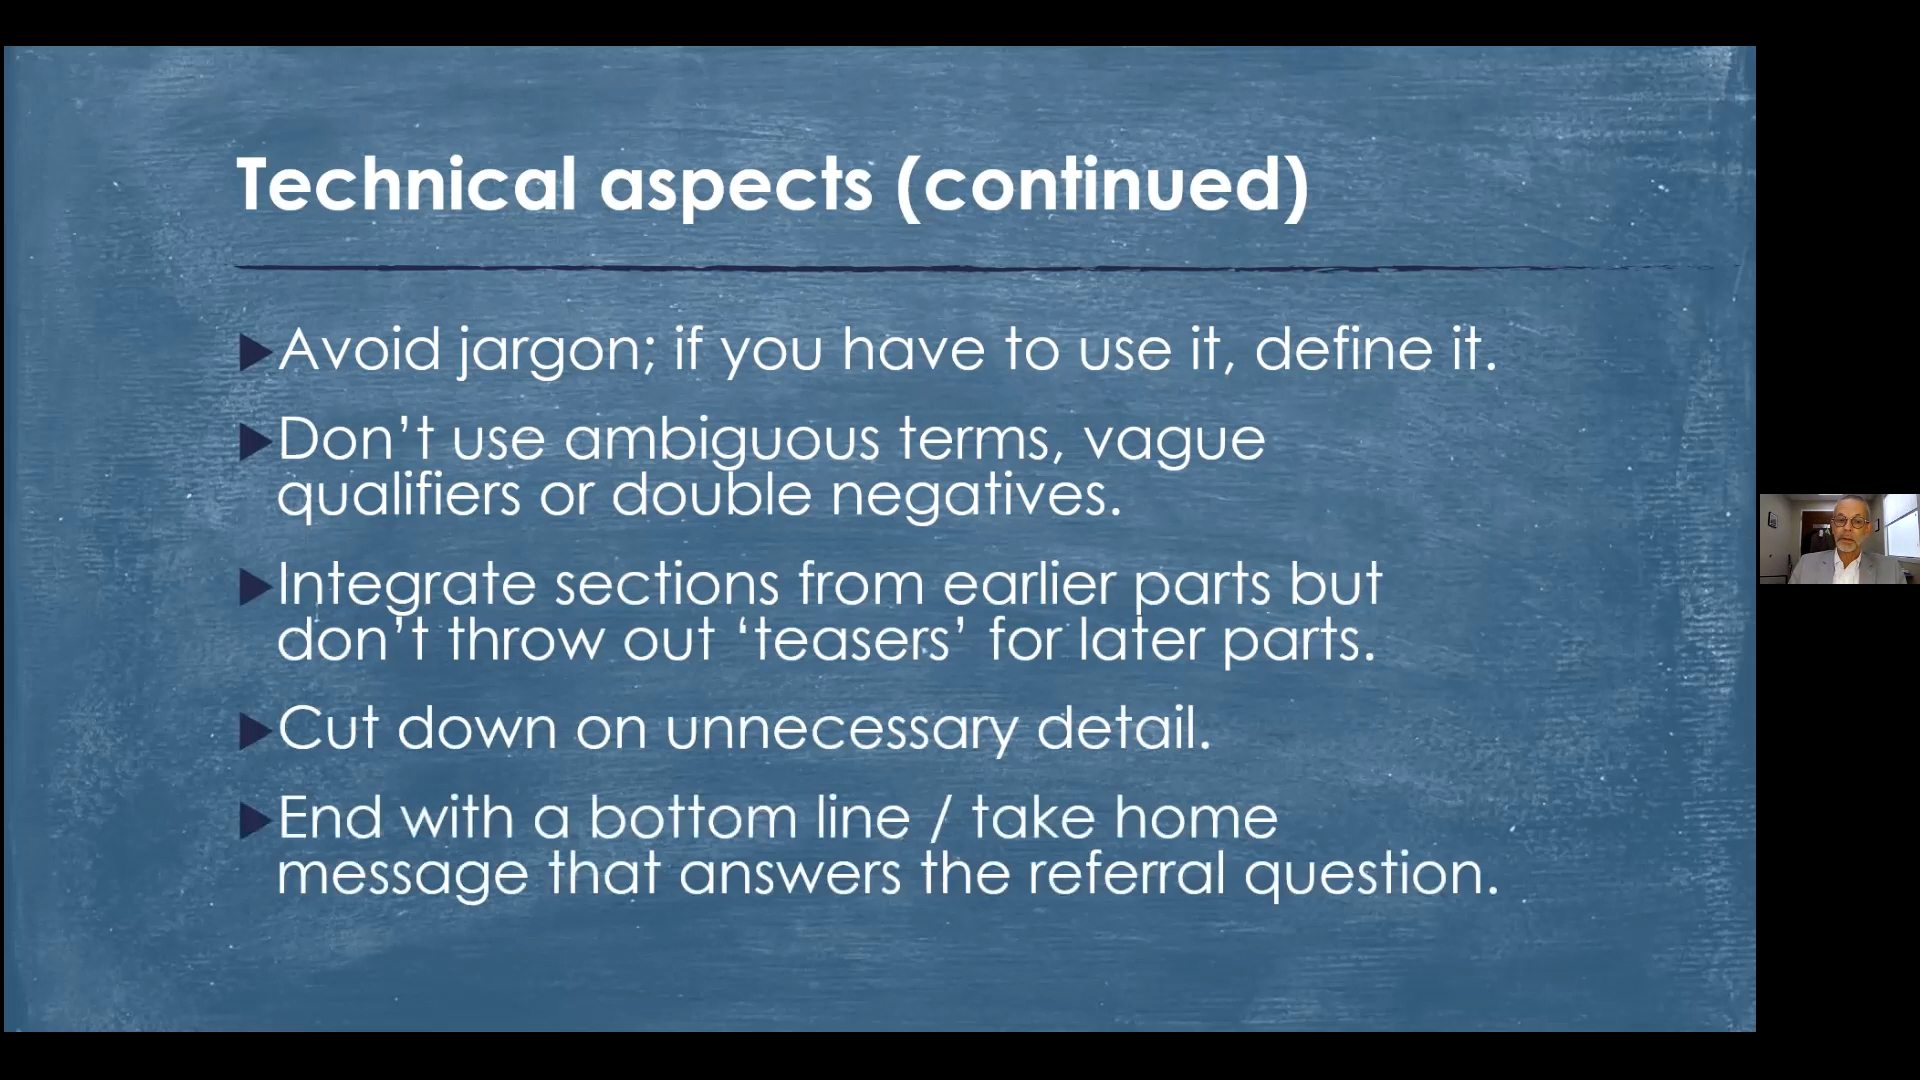 Technical aspects (continued)
Avoid jargon; if you have to use it, define it.
Don’t use ambiguous terms, vague
qualifiers or double negatives.
Integrate sections from earlier parts but
don’t throw out ‘teasers’ for later parts.
Cut down on unnecessary detail.
End with a bottom line / take home
message that answers the referral question.